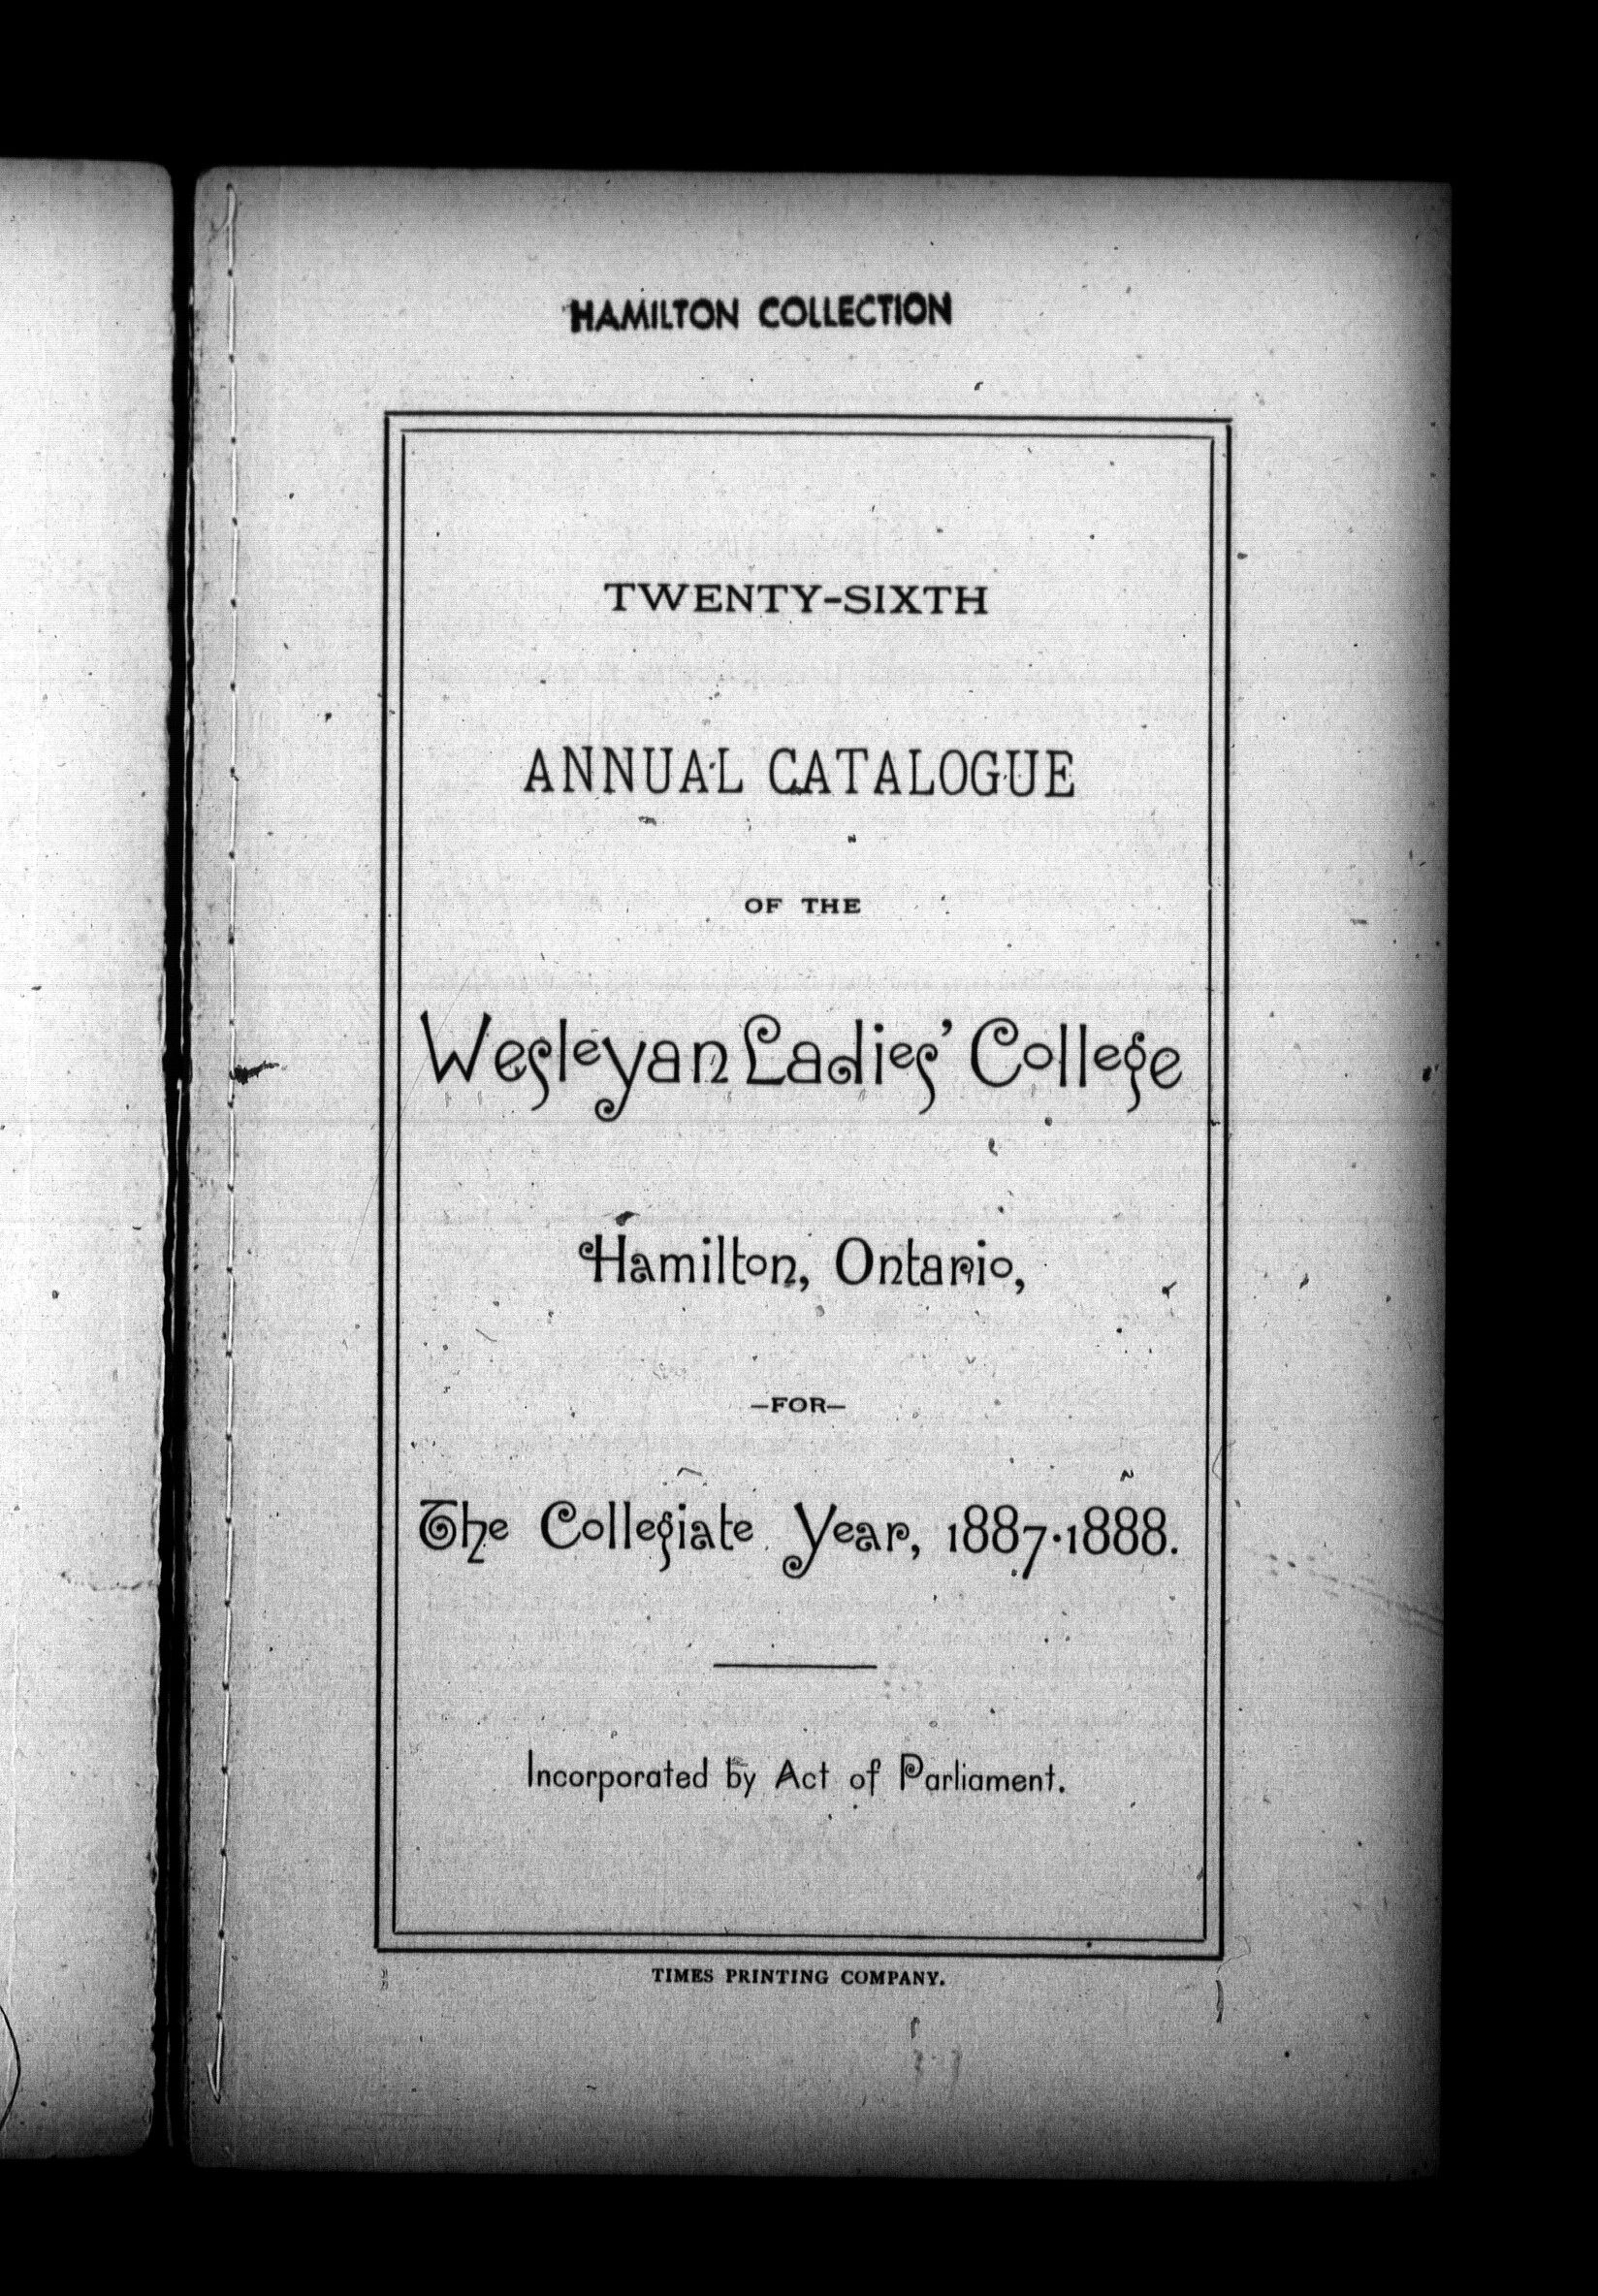 HAMILTON COLLECTION
TWENTY-SIXTH
ANNUAL CATALOGUE
OF THE
Wesleyan Ladies' College
Hamilton, Ontario,
—FOR—
The Collegiate Year, 1887-1888.
Incorporated by Act of Parliament.
TIMES PRINTING COMPANY.